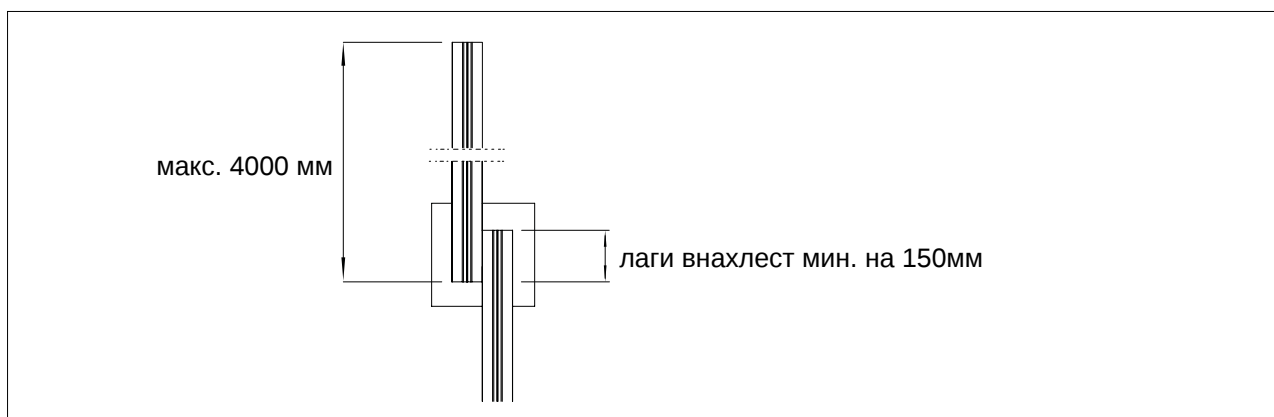 макс. 4000 мм
лаги внахлест мин. на 150мм